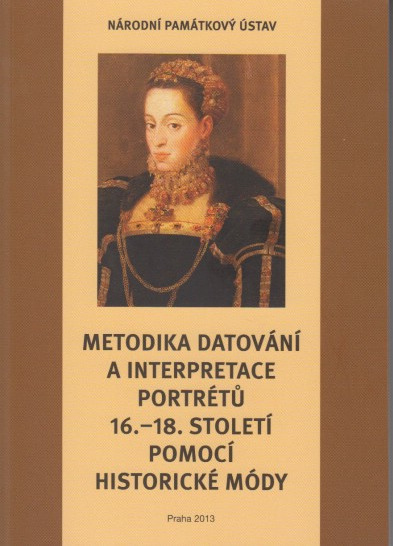 NÁRODNÍ PAMÁTKOVÝ ÚSTAV
METODIKA DATOVÁNÍ
A INTERPRETACE
PORTRÉTŮ
16.–18. STOLETÍ
POMOCÍ
HISTORICKÉ MÓDY
Praha 2013